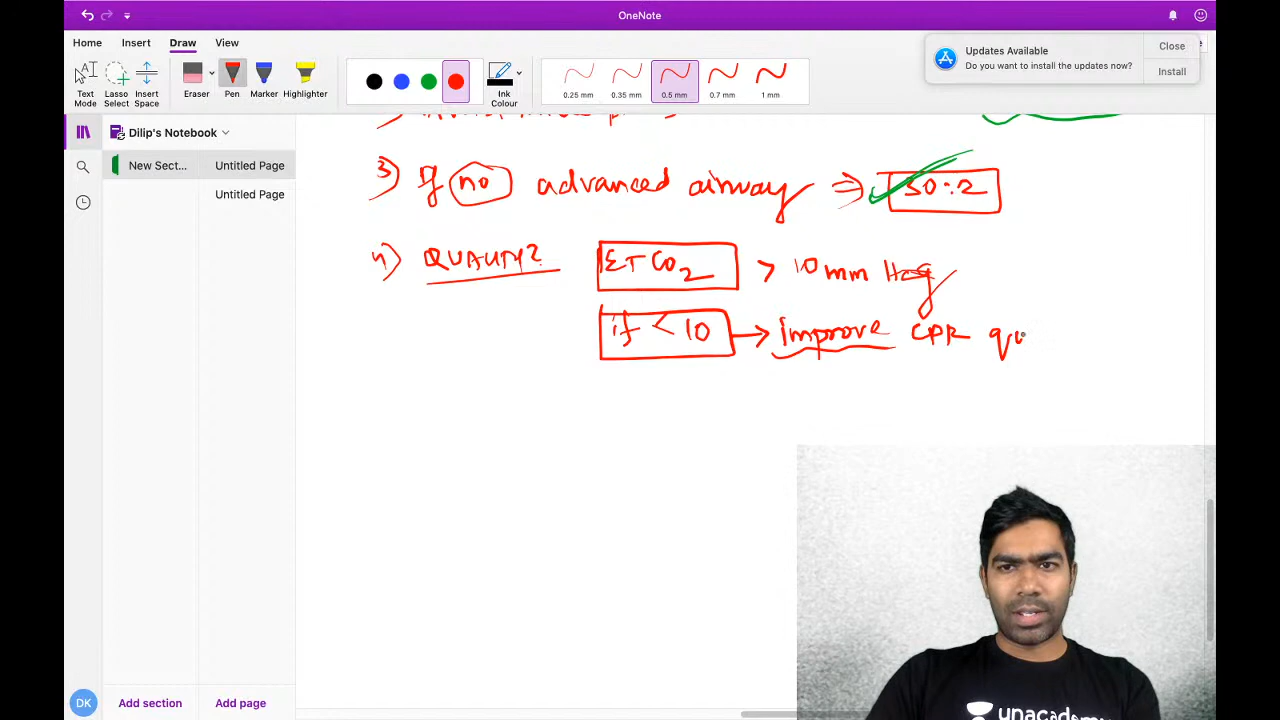 OneNote
Home Insert Draw View
Updates Available
Do you want to install the updates now?
Close
Install
Text Mode
Lasso Select
Insert Space
Eraser
Pen
Marker
Highlighter
Ink Colour
0.25 mm
0.35 mm
0.5 mm
0.7 mm
1 mm
Dilip's Notebook
New Sect...
Untitled Page
Untitled Page
3) If no advanced airway ⇒ 30:2
4) QUALITY? ETCO2 > 10 mm Hg
if < 10 → improve CPR qu
DK
Add section
Add page
unacademy